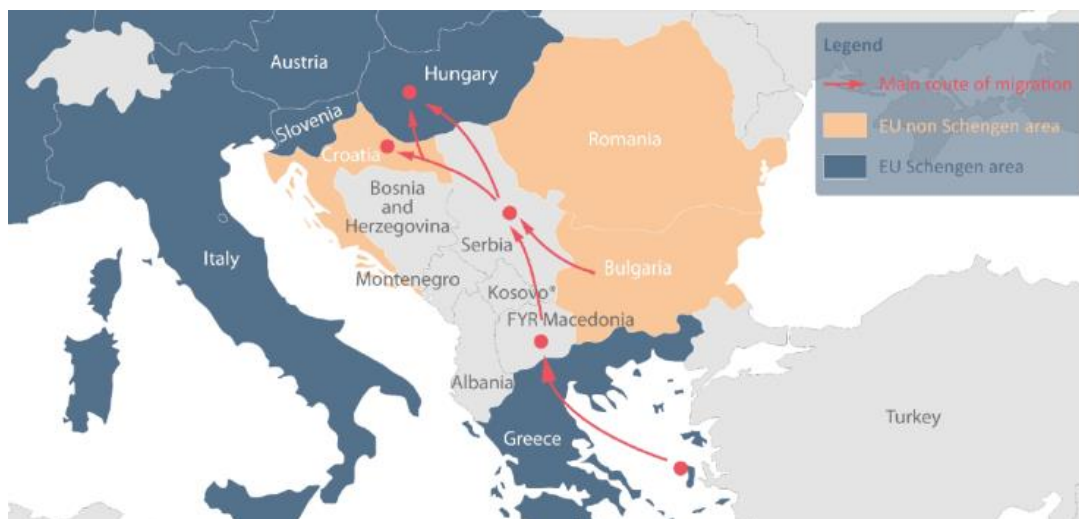 Legend
Main route of migration
EU non Schengen area
EU Schengen area
Austria
Hungary
Slovenia
Croatia
Romania
Bosnia
and
Herzegovina
Serbia
Italy
Montenegro
Bulgaria
Kosovo*
FYR Macedonia
Albania
Greece
Turkey